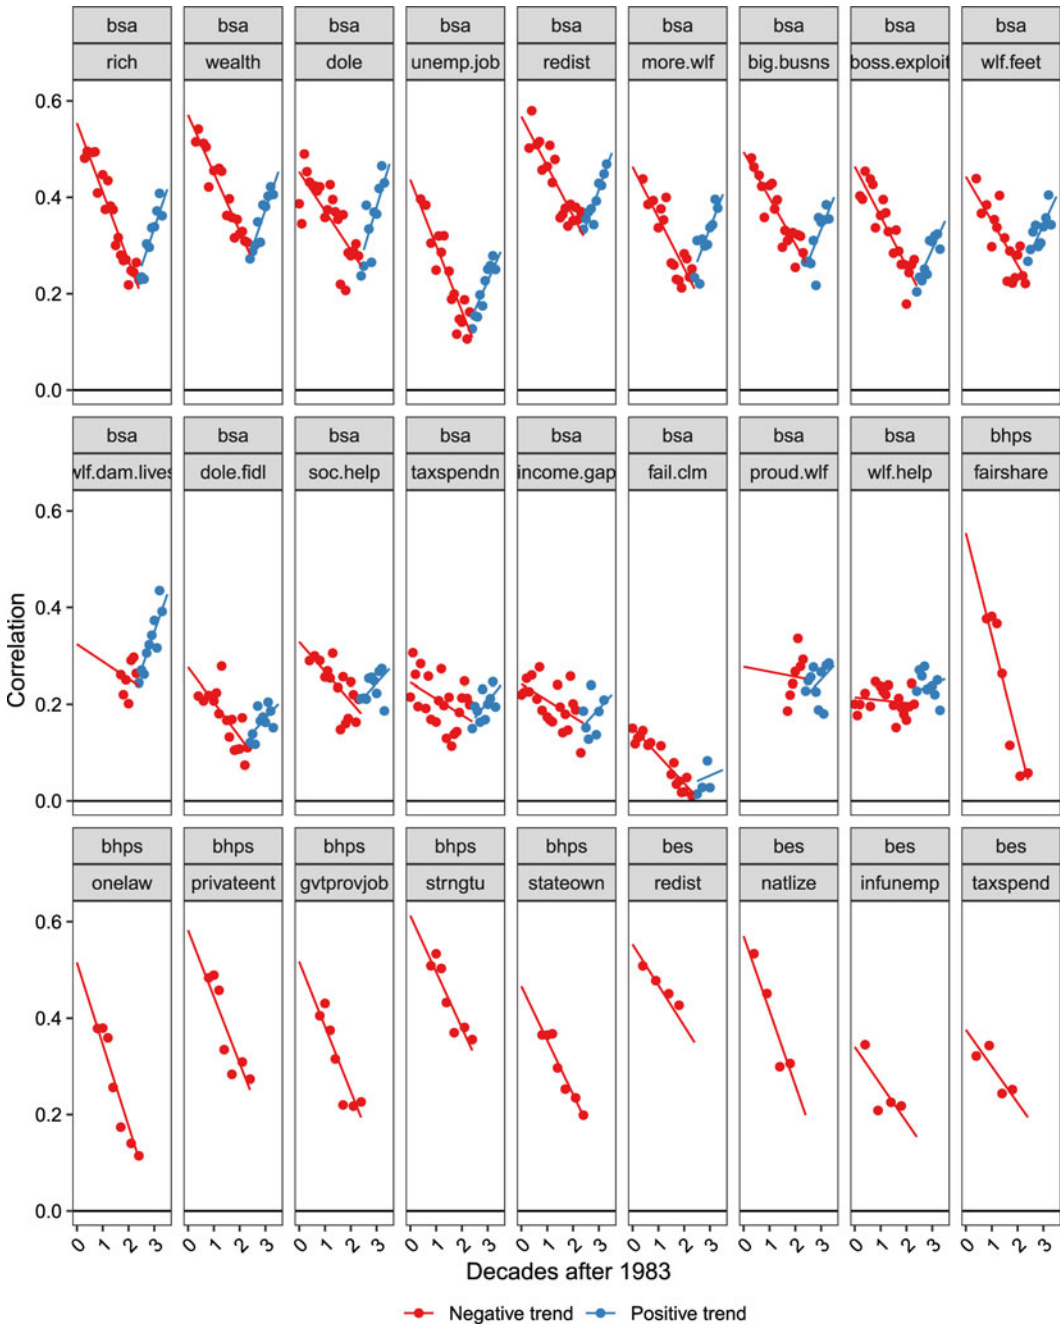 bsa bsa bsa bsa bsa bsa bsa bsa bsa
rich wealth dole unemp.job redist more.wlf big.busns boss.exploit wlf.feet
0.6
0.4
0.2
0.0
bsa bsa bsa bsa bsa bsa bsa bsa bhps
wlf.dam.lives dole.fidl soc.help taxspendn income.gap fail.clm proud.wlf wlf.help fairshare
0.6
0.4
0.2
0.0
Correlation
bhps bhps bhps bhps bhps bes bes bes bes
onelaw privateent gvtprovjob strngtu stateown redist natlize infunemp taxspend
0.6
0.4
0.2
0.0
0 1 2 3 0 1 2 3 0 1 2 3 0 1 2 3 0 1 2 3 0 1 2 3 0 1 2 3 0 1 2 3 0 1 2 3
Decades after 1983
Negative trend Positive trend